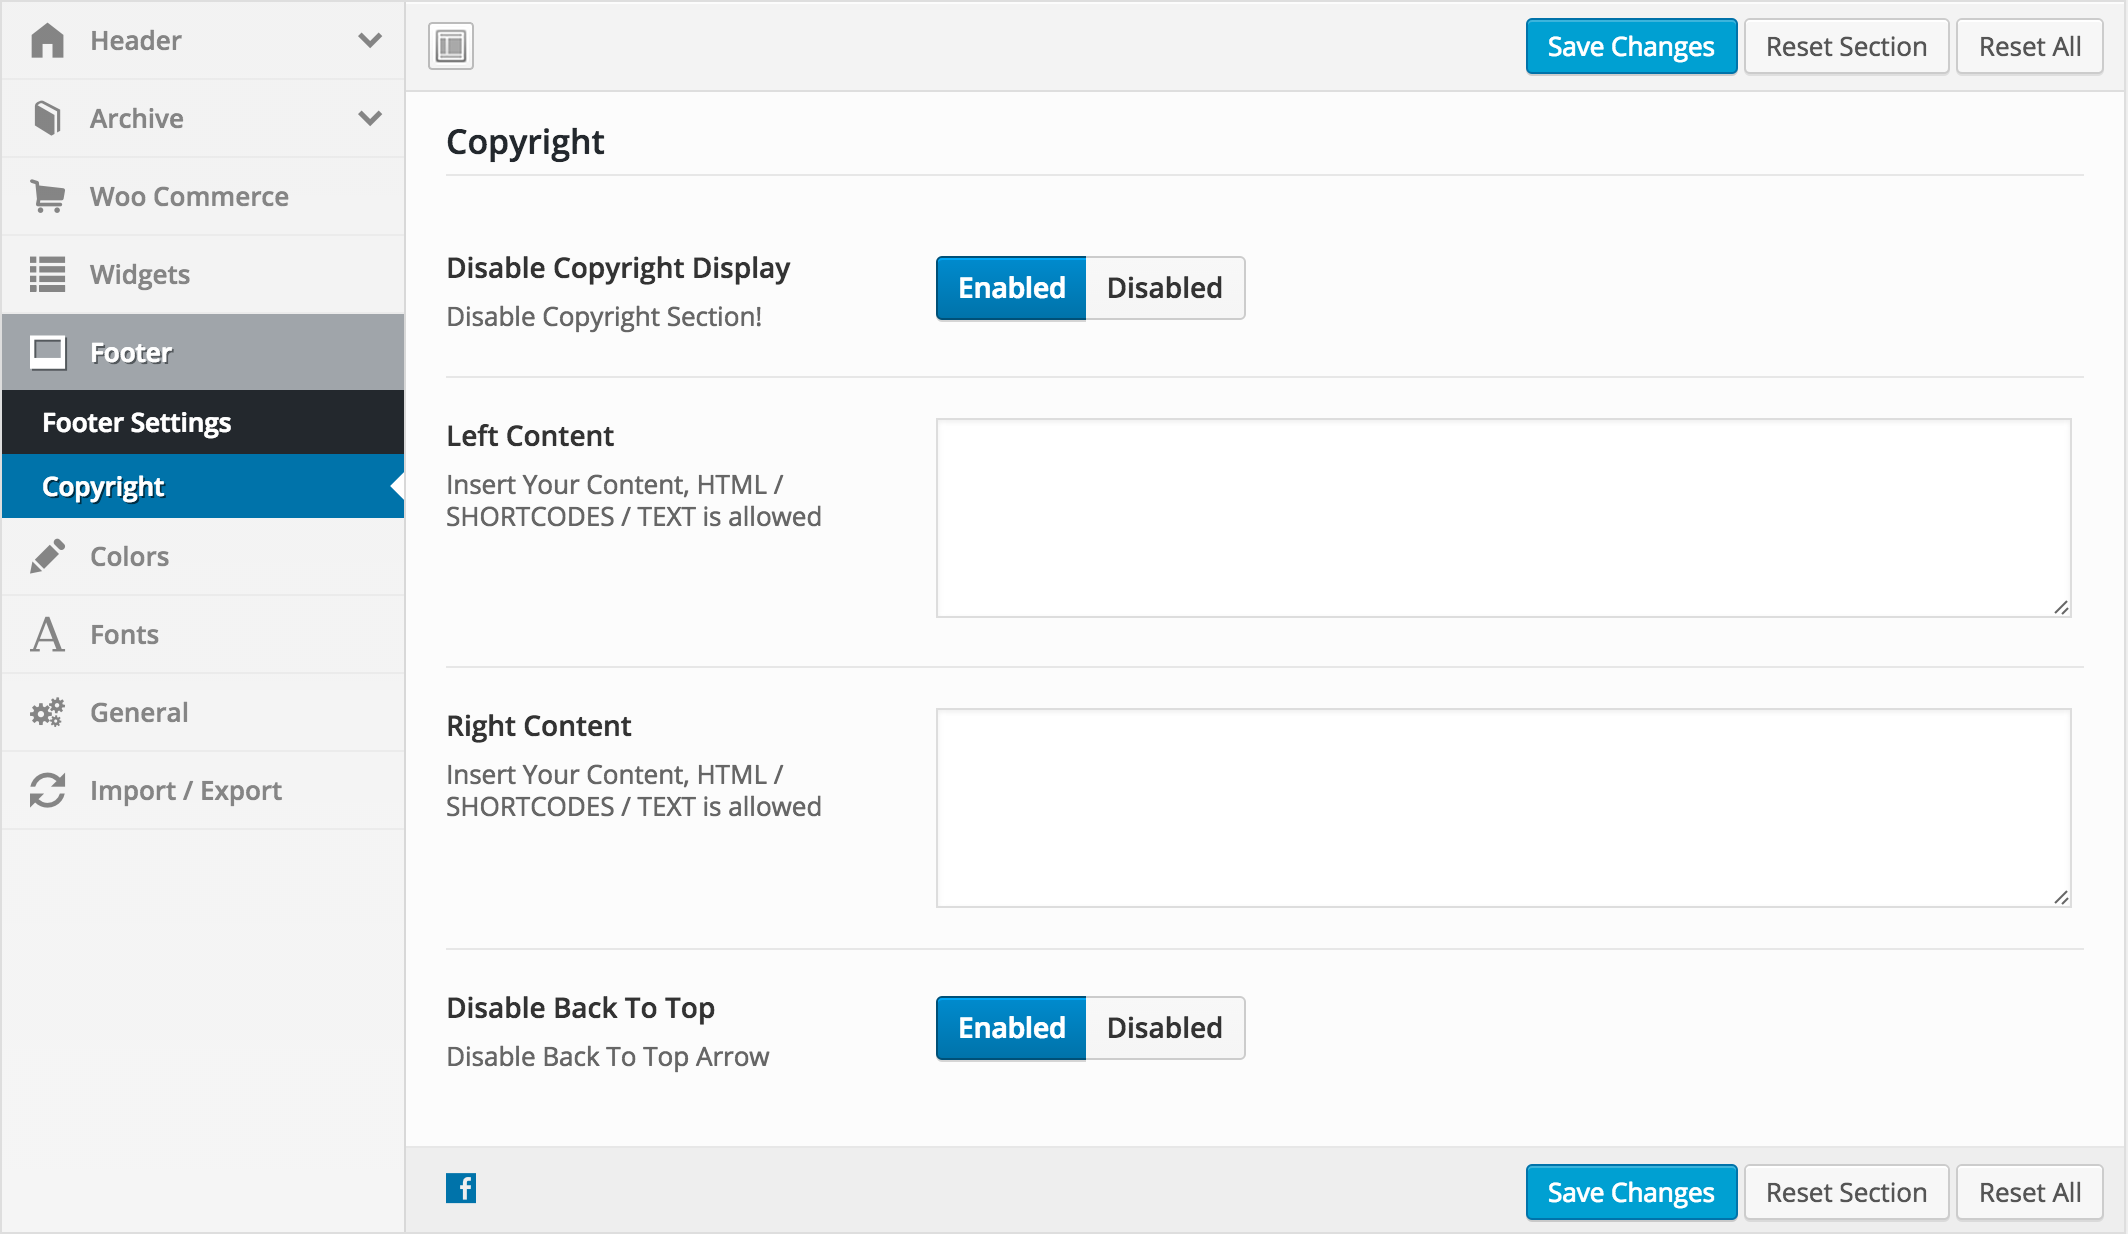 Header
Archive
Woo Commerce
Widgets
Footer
Footer Settings
Copyright
Colors
Fonts
General
Import / Export
Save Changes
Reset Section
Reset All
Copyright
Disable Copyright Display
Disable Copyright Section!
Enabled
Disabled
Left Content
Insert Your Content, HTML /
SHORTCODES / TEXT is allowed
Right Content
Insert Your Content, HTML /
SHORTCODES / TEXT is allowed
Disable Back To Top
Disable Back To Top Arrow
Enabled
Disabled
Save Changes
Reset Section
Reset All